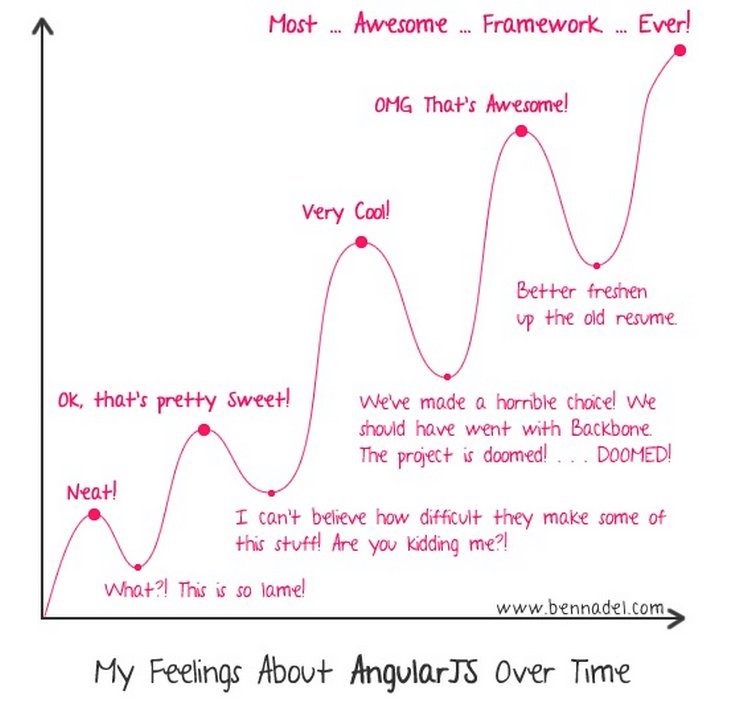 Most ... Awesome ... Framework. ... Ever!
OMG That's Awesome!
Very Cool!
Better freshen
up the old resume.
Ok, that's pretty Sweet!
We've made a horrible choice! We
should have went with Backbone.
The project is doomed! . . . DOOMED!
Neat!
I can't believe how difficult they make some of
this stuff! Are you kidding me?!
What?! This is so lame!
www.bennadel.com
My Feelings About AngularJS Over Time